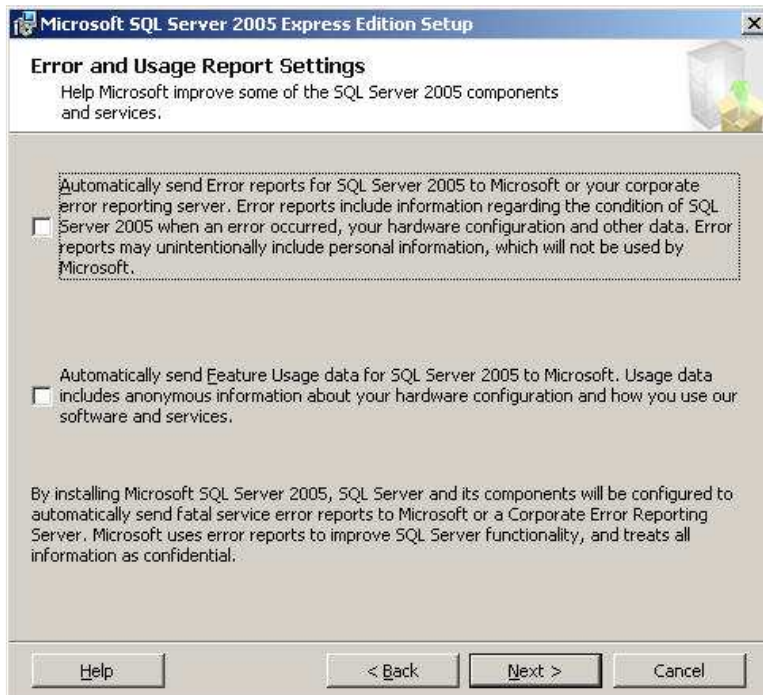 Microsoft SQL Server 2005 Express Edition Setup
Error and Usage Report Settings
Help Microsoft improve some of the SQL Server 2005 components
and services.
Automatically send Error reports for SQL Server 2005 to Microsoft or your corporate
error reporting server. Error reports include information regarding the condition of SQL
Server 2005 when an error occurred, your hardware configuration and other data. Error
reports may unintentionally include personal information, which will not be used by
Microsoft.
Automatically send Feature Usage data for SQL Server 2005 to Microsoft. Usage data
includes anonymous information about your hardware configuration and how you use our
software and services.
By installing Microsoft SQL Server 2005, SQL Server and its components will be configured to
automatically send fatal service error reports to Microsoft or a Corporate Error Reporting
Server. Microsoft uses error reports to improve SQL Server functionality, and treats all
information as confidential.
Help
< Back
Next >
Cancel